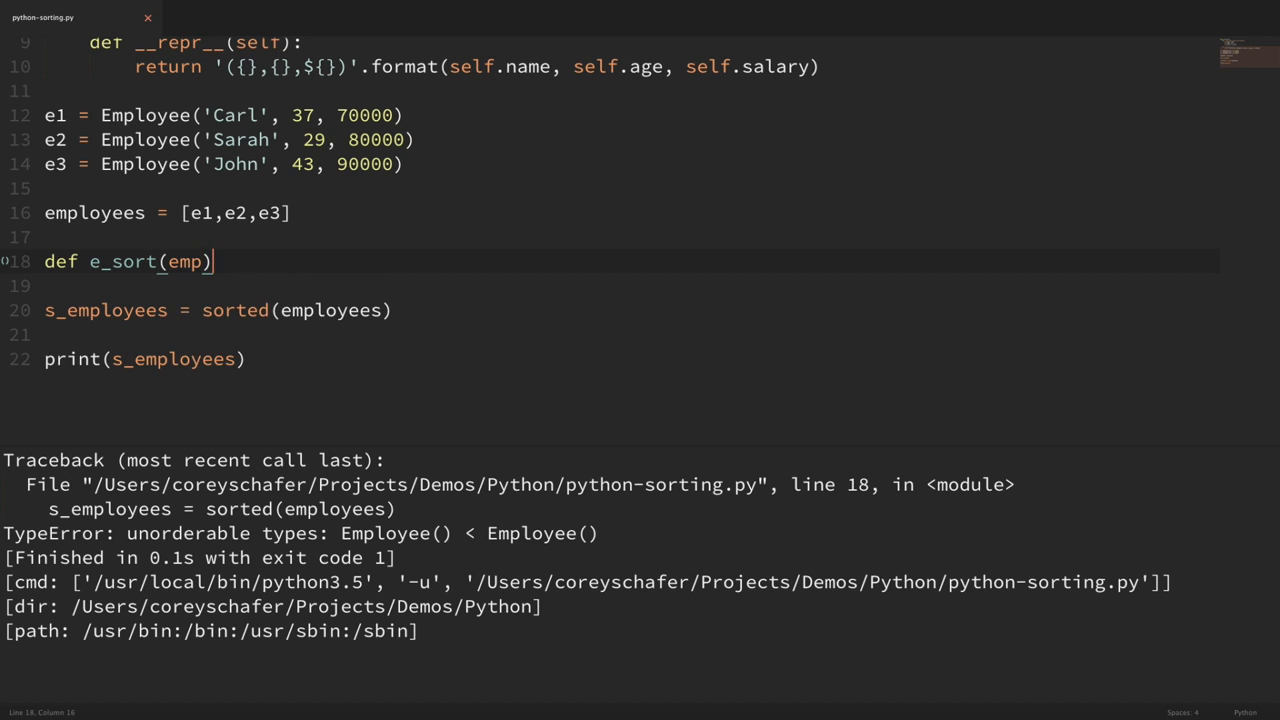 python-sorting.py
9 def __repr__(self):
10 return '({},{},${})'.format(self.name, self.age, self.salary)
11
12 e1 = Employee('Carl', 37, 70000)
13 e2 = Employee('Sarah', 29, 80000)
14 e3 = Employee('John', 43, 90000)
15
16 employees = [e1,e2,e3]
17
18 def e_sort(emp)
19
20 s_employees = sorted(employees)
21
22 print(s_employees)
Traceback (most recent call last):
File "/Users/coreyschafer/Projects/Demos/Python/python-sorting.py", line 18, in <module>
s_employees = sorted(employees)
TypeError: unorderable types: Employee() < Employee()
[Finished in 0.1s with exit code 1]
[cmd: ['/usr/local/bin/python3.5', '-u', '/Users/coreyschafer/Projects/Demos/Python/python-sorting.py']]
[dir: /Users/coreyschafer/Projects/Demos/Python]
[path: /usr/bin:/bin:/usr/sbin:/sbin]
Line 18, Column 16
Spaces: 4
Python